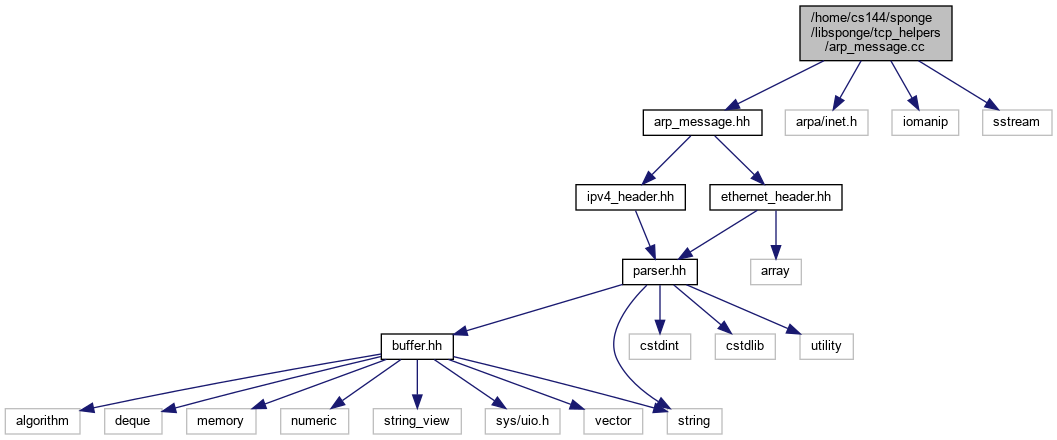 /home/cs144/sponge
/libsponge/tcp_helpers
/arp_message.cc
arp_message.hh
arpa/inet.h
iomanip
sstream
ipv4_header.hh
ethernet_header.hh
parser.hh
array
buffer.hh
cstdint
cstdlib
utility
algorithm
deque
memory
numeric
string_view
sys/uio.h
vector
string